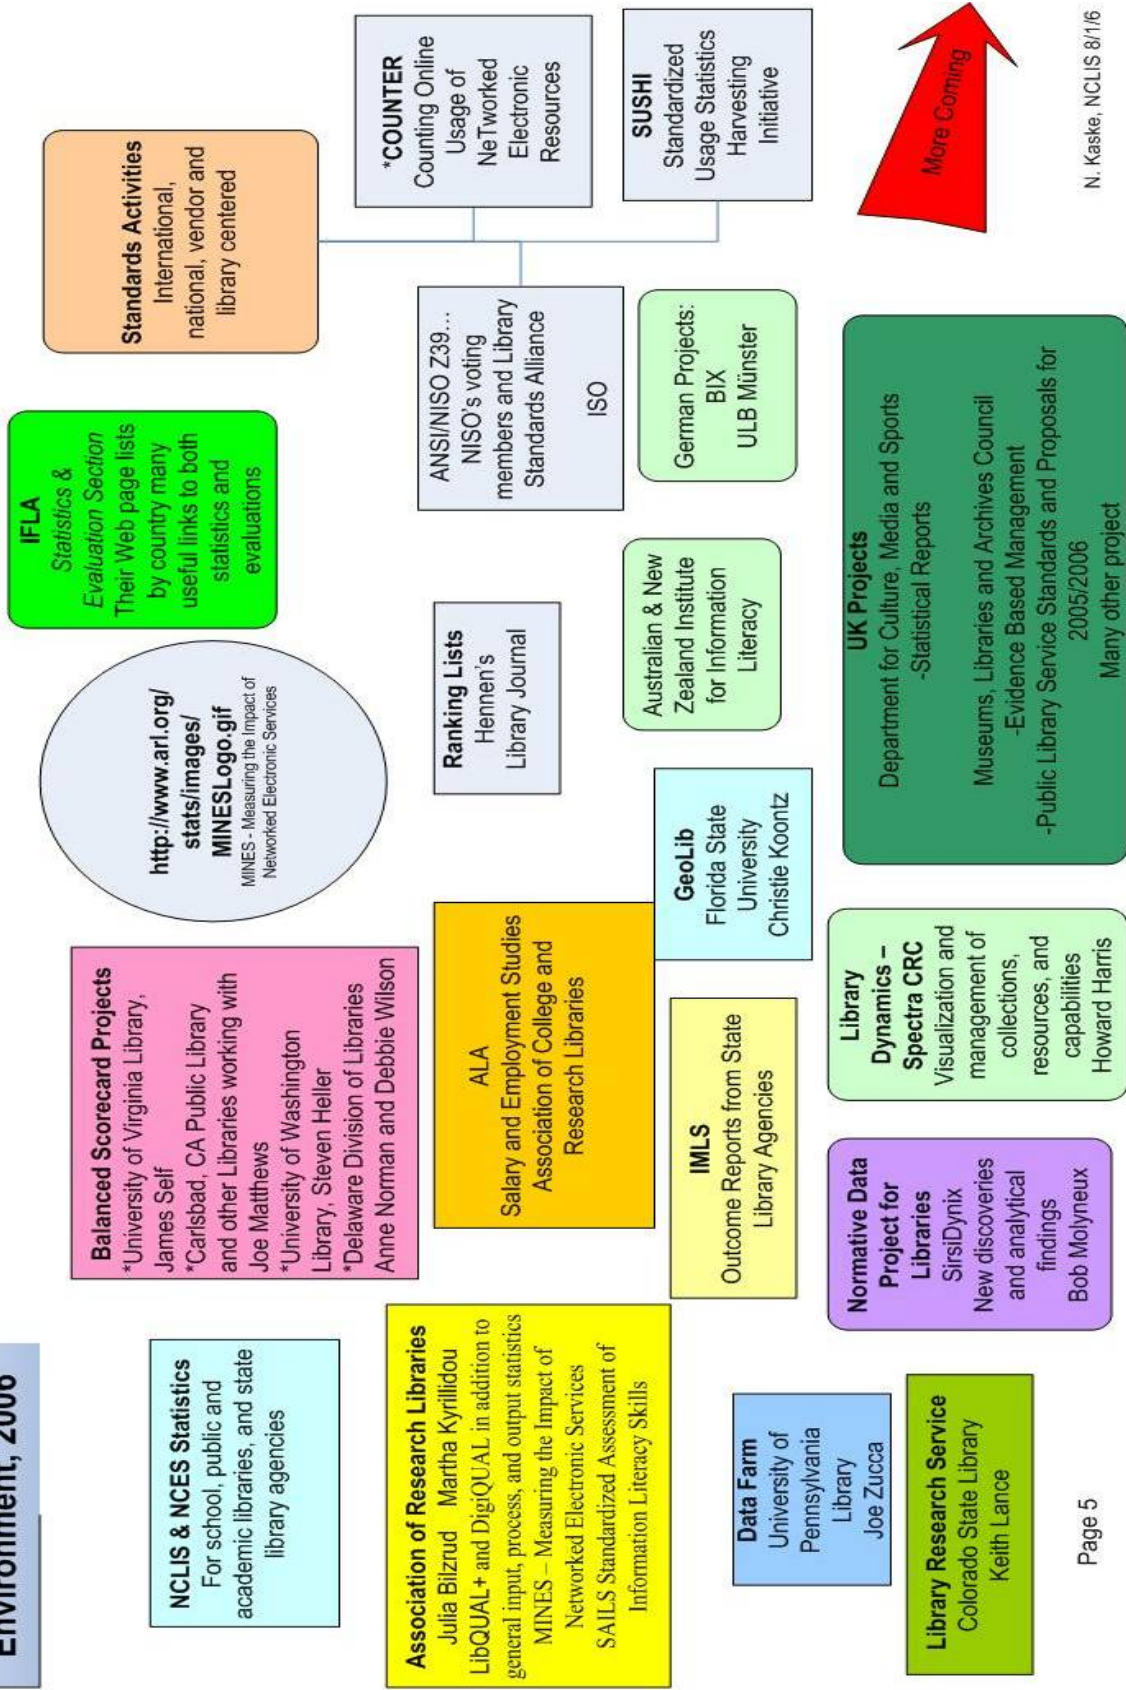 Environment, 2006
NCLIS & NCES Statistics
For school, public and
academic libraries, and state
library agencies
Balanced Scorecard Projects
*University of Virginia Library,
James Self
*Carlsbad, CA Public Library
and other Libraries working with
Joe Matthews
*University of Washington
Library, Steven Heller
*Delaware Division of Libraries
Anne Norman and Debbie Wilson
http://www.arl.org/
stats/images/
MINESLogo.gif
MINES - Measuring the Impact of
Networked Electronic Services
IFLA
Statistics &
Evaluation Section
Their Web page lists
by country many
useful links to both
statistics and
evaluations
Standards Activities
International,
national, vendor and
library centered
*COUNTER
Counting Online
Usage of
NeTworked
Electronic
Resources
Association of Research Libraries
Julia Bilzrud Martha Kyrillidou
LibQUAL+ and DigiQUAL in addition to
general input, process, and output statistics
MINES – Measuring the Impact of
Networked Electronic Services
SAILS Standardized Assessment of
Information Literacy Skills
ALA
Salary and Employment Studies
Association of College and
Research Libraries
Ranking Lists
Hennen's
Library Journal
ANSI/NISO Z39…
NISO's voting
members and Library
Standards Alliance
ISO
SUSHI
Standardized
Usage Statistics
Harvesting
Initiative
IMLS
Outcome Reports from State
Library Agencies
GeoLib
Florida State
University
Christie Koontz
Australian & New
Zealand Institute
for Information
Literacy
German Projects:
BIX
ULB Münster
Data Farm
University of
Pennsylvania
Library
Joe Zucca
Normative Data
Project for
Libraries
SirsiDynix
New discoveries
and analytical
findings
Bob Molyneux
Library
Dynamics –
Spectra CRC
Visualization and
management of
collections,
resources, and
capabilities
Howard Harris
UK Projects
Department for Culture, Media and Sports
-Statistical Reports
Museums, Libraries and Archives Council
-Evidence Based Management
-Public Library Service Standards and Proposals for
2005/2006
Many other project
More Coming
Library Research Service
Colorado State Library
Keith Lance
Page 5
N. Kaske, NCLIS 8/1/6